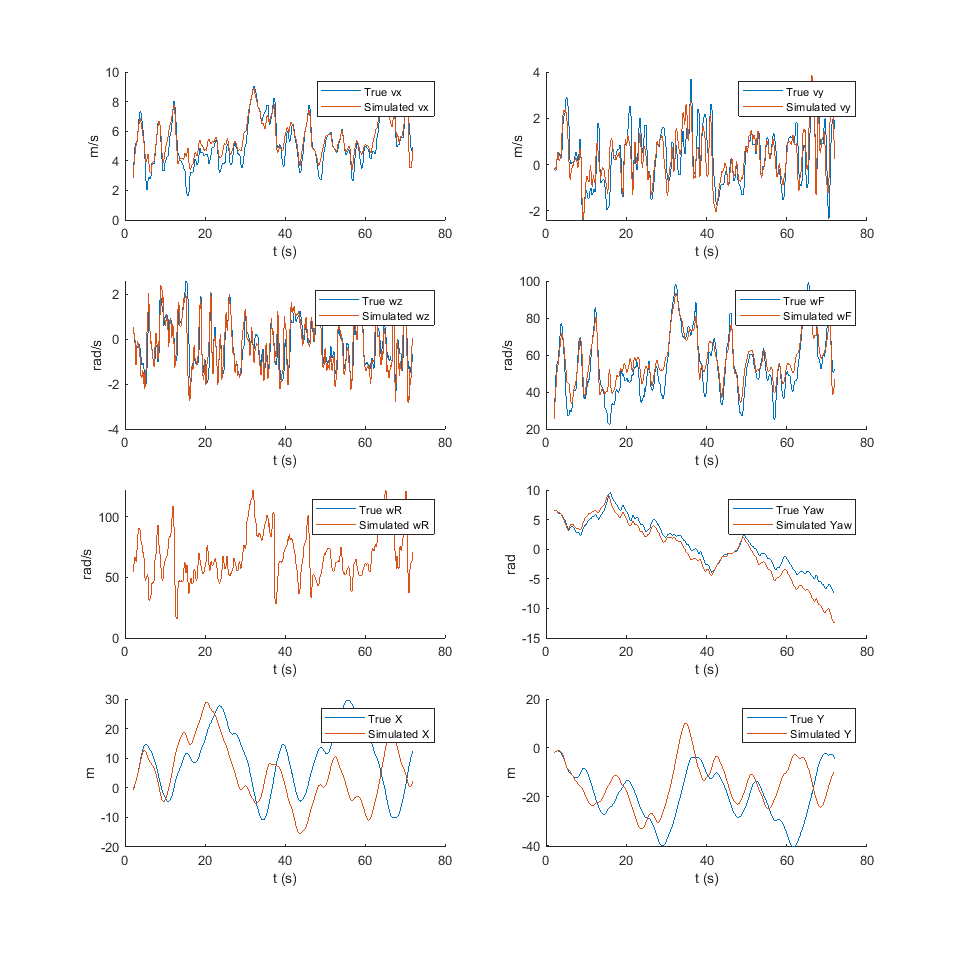 10
8
6
4
2
0
m/s
True vx
Simulated vx
0 20 40 60 80
t (s)
4
2
0
-2
m/s
True vy
Simulated vy
0 20 40 60 80
t (s)
2
0
-2
-4
rad/s
True wz
Simulated wz
0 20 40 60 80
t (s)
100
80
60
40
20
rad/s
True wF
Simulated wF
0 20 40 60 80
t (s)
100
50
0
rad/s
True wR
Simulated wR
0 20 40 60 80
t (s)
10
5
0
-5
-10
-15
rad
True Yaw
Simulated Yaw
0 20 40 60 80
t (s)
30
20
10
0
-10
-20
m
True X
Simulated X
0 20 40 60 80
t (s)
20
0
-20
-40
m
True Y
Simulated Y
0 20 40 60 80
t (s)